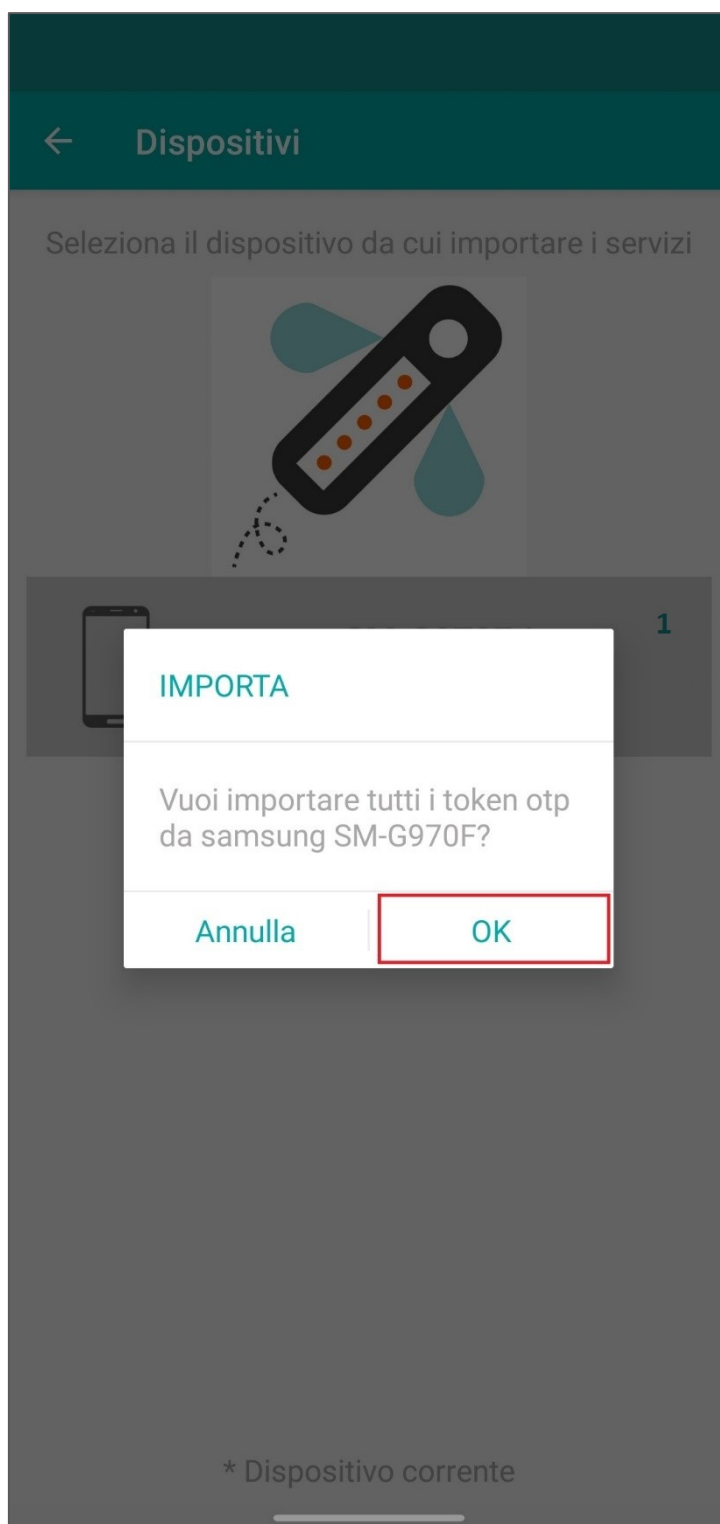 Dispositivi
Seleziona il dispositivo da cui importare i servizi
1
IMPORTA
Vuoi importare tutti i token otp
da samsung SM-G970F?
Annulla
OK
* Dispositivo corrente